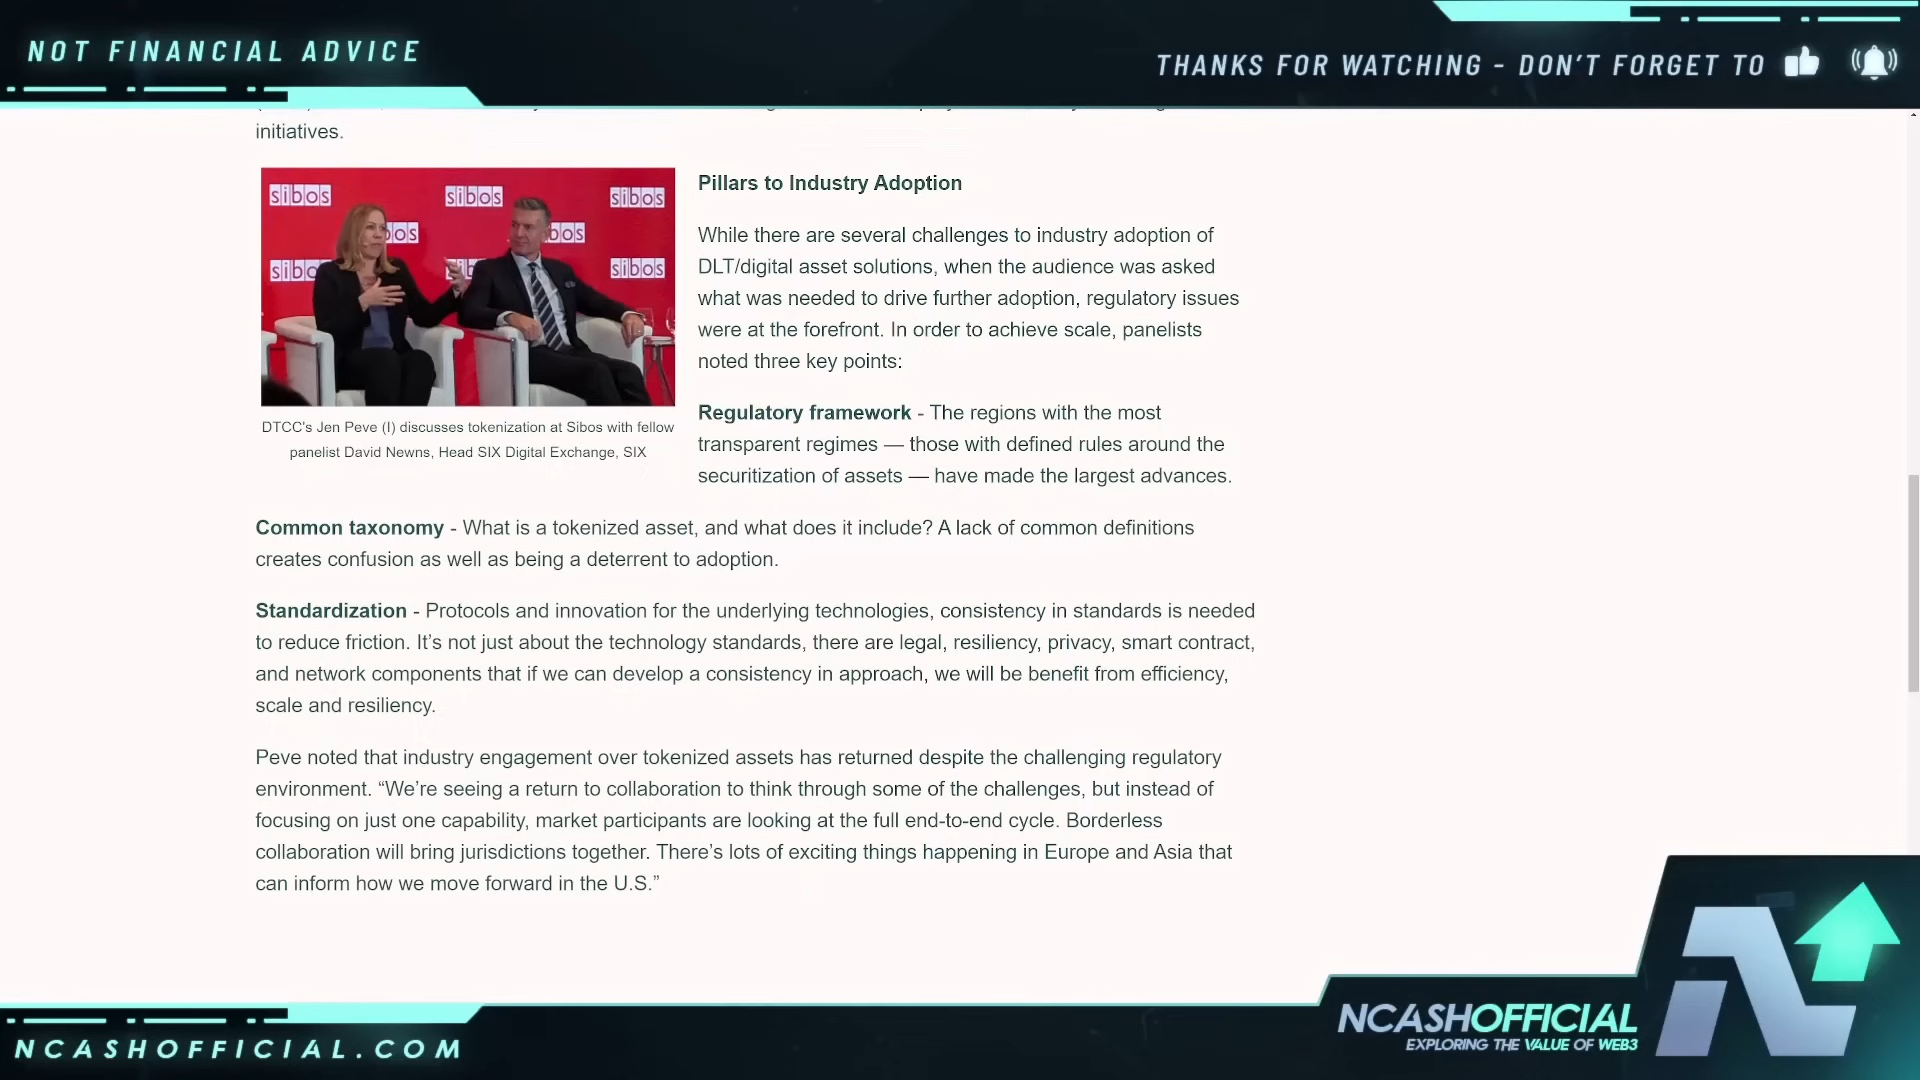 NOT FINANCIAL ADVICE
THANKS FOR WATCHING - DON'T FORGET TO
initiatives.
sibos
sibos
sibos
sibos
Pillars to Industry Adoption
While there are several challenges to industry adoption of
DLT/digital asset solutions, when the audience was asked
what was needed to drive further adoption, regulatory issues
were at the forefront. In order to achieve scale, panelists
noted three key points:
DTCC's Jen Peve (l) discusses tokenization at Sibos with fellow
panelist David Newns, Head SIX Digital Exchange, SIX
Regulatory framework - The regions with the most
transparent regimes — those with defined rules around the
securitization of assets — have made the largest advances.
Common taxonomy - What is a tokenized asset, and what does it include? A lack of common definitions
creates confusion as well as being a deterrent to adoption.
Standardization - Protocols and innovation for the underlying technologies, consistency in standards is needed
to reduce friction. It's not just about the technology standards, there are legal, resiliency, privacy, smart contract,
and network components that if we can develop a consistency in approach, we will be benefit from efficiency,
scale and resiliency.
Peve noted that industry engagement over tokenized assets has returned despite the challenging regulatory
environment. “We're seeing a return to collaboration to think through some of the challenges, but instead of
focusing on just one capability, market participants are looking at the full end-to-end cycle. Borderless
collaboration will bring jurisdictions together. There's lots of exciting things happening in Europe and Asia that
can inform how we move forward in the U.S.”
NCASHOFFICIAL.COM
NCASHOFFICIAL
EXPLORING THE VALUE OF WEB3